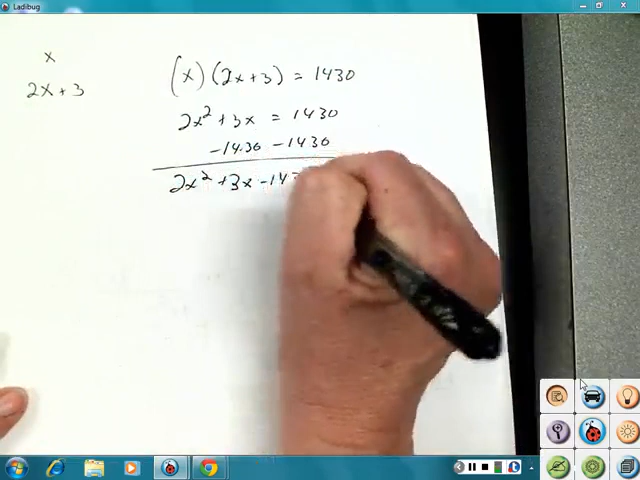 Ladibug
x
2x+3
(x)(2x+3) = 1430
2x² + 3x = 1430
-1430 -1430
2x² +3x -14